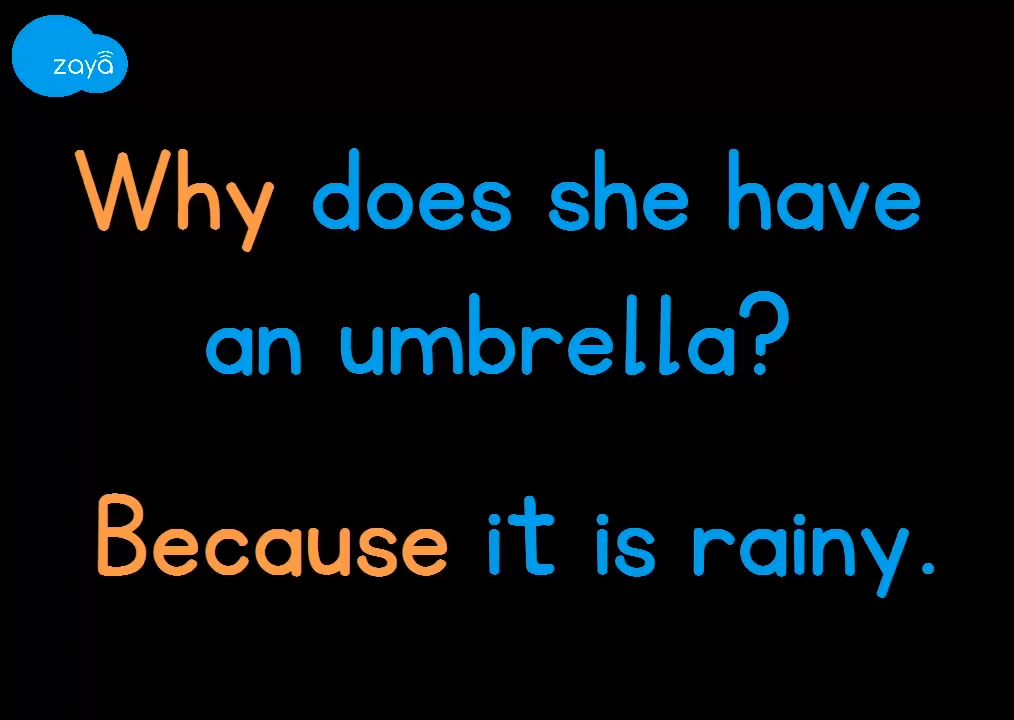 zaya
Why does she have
an umbrella?
Because it is rainy.